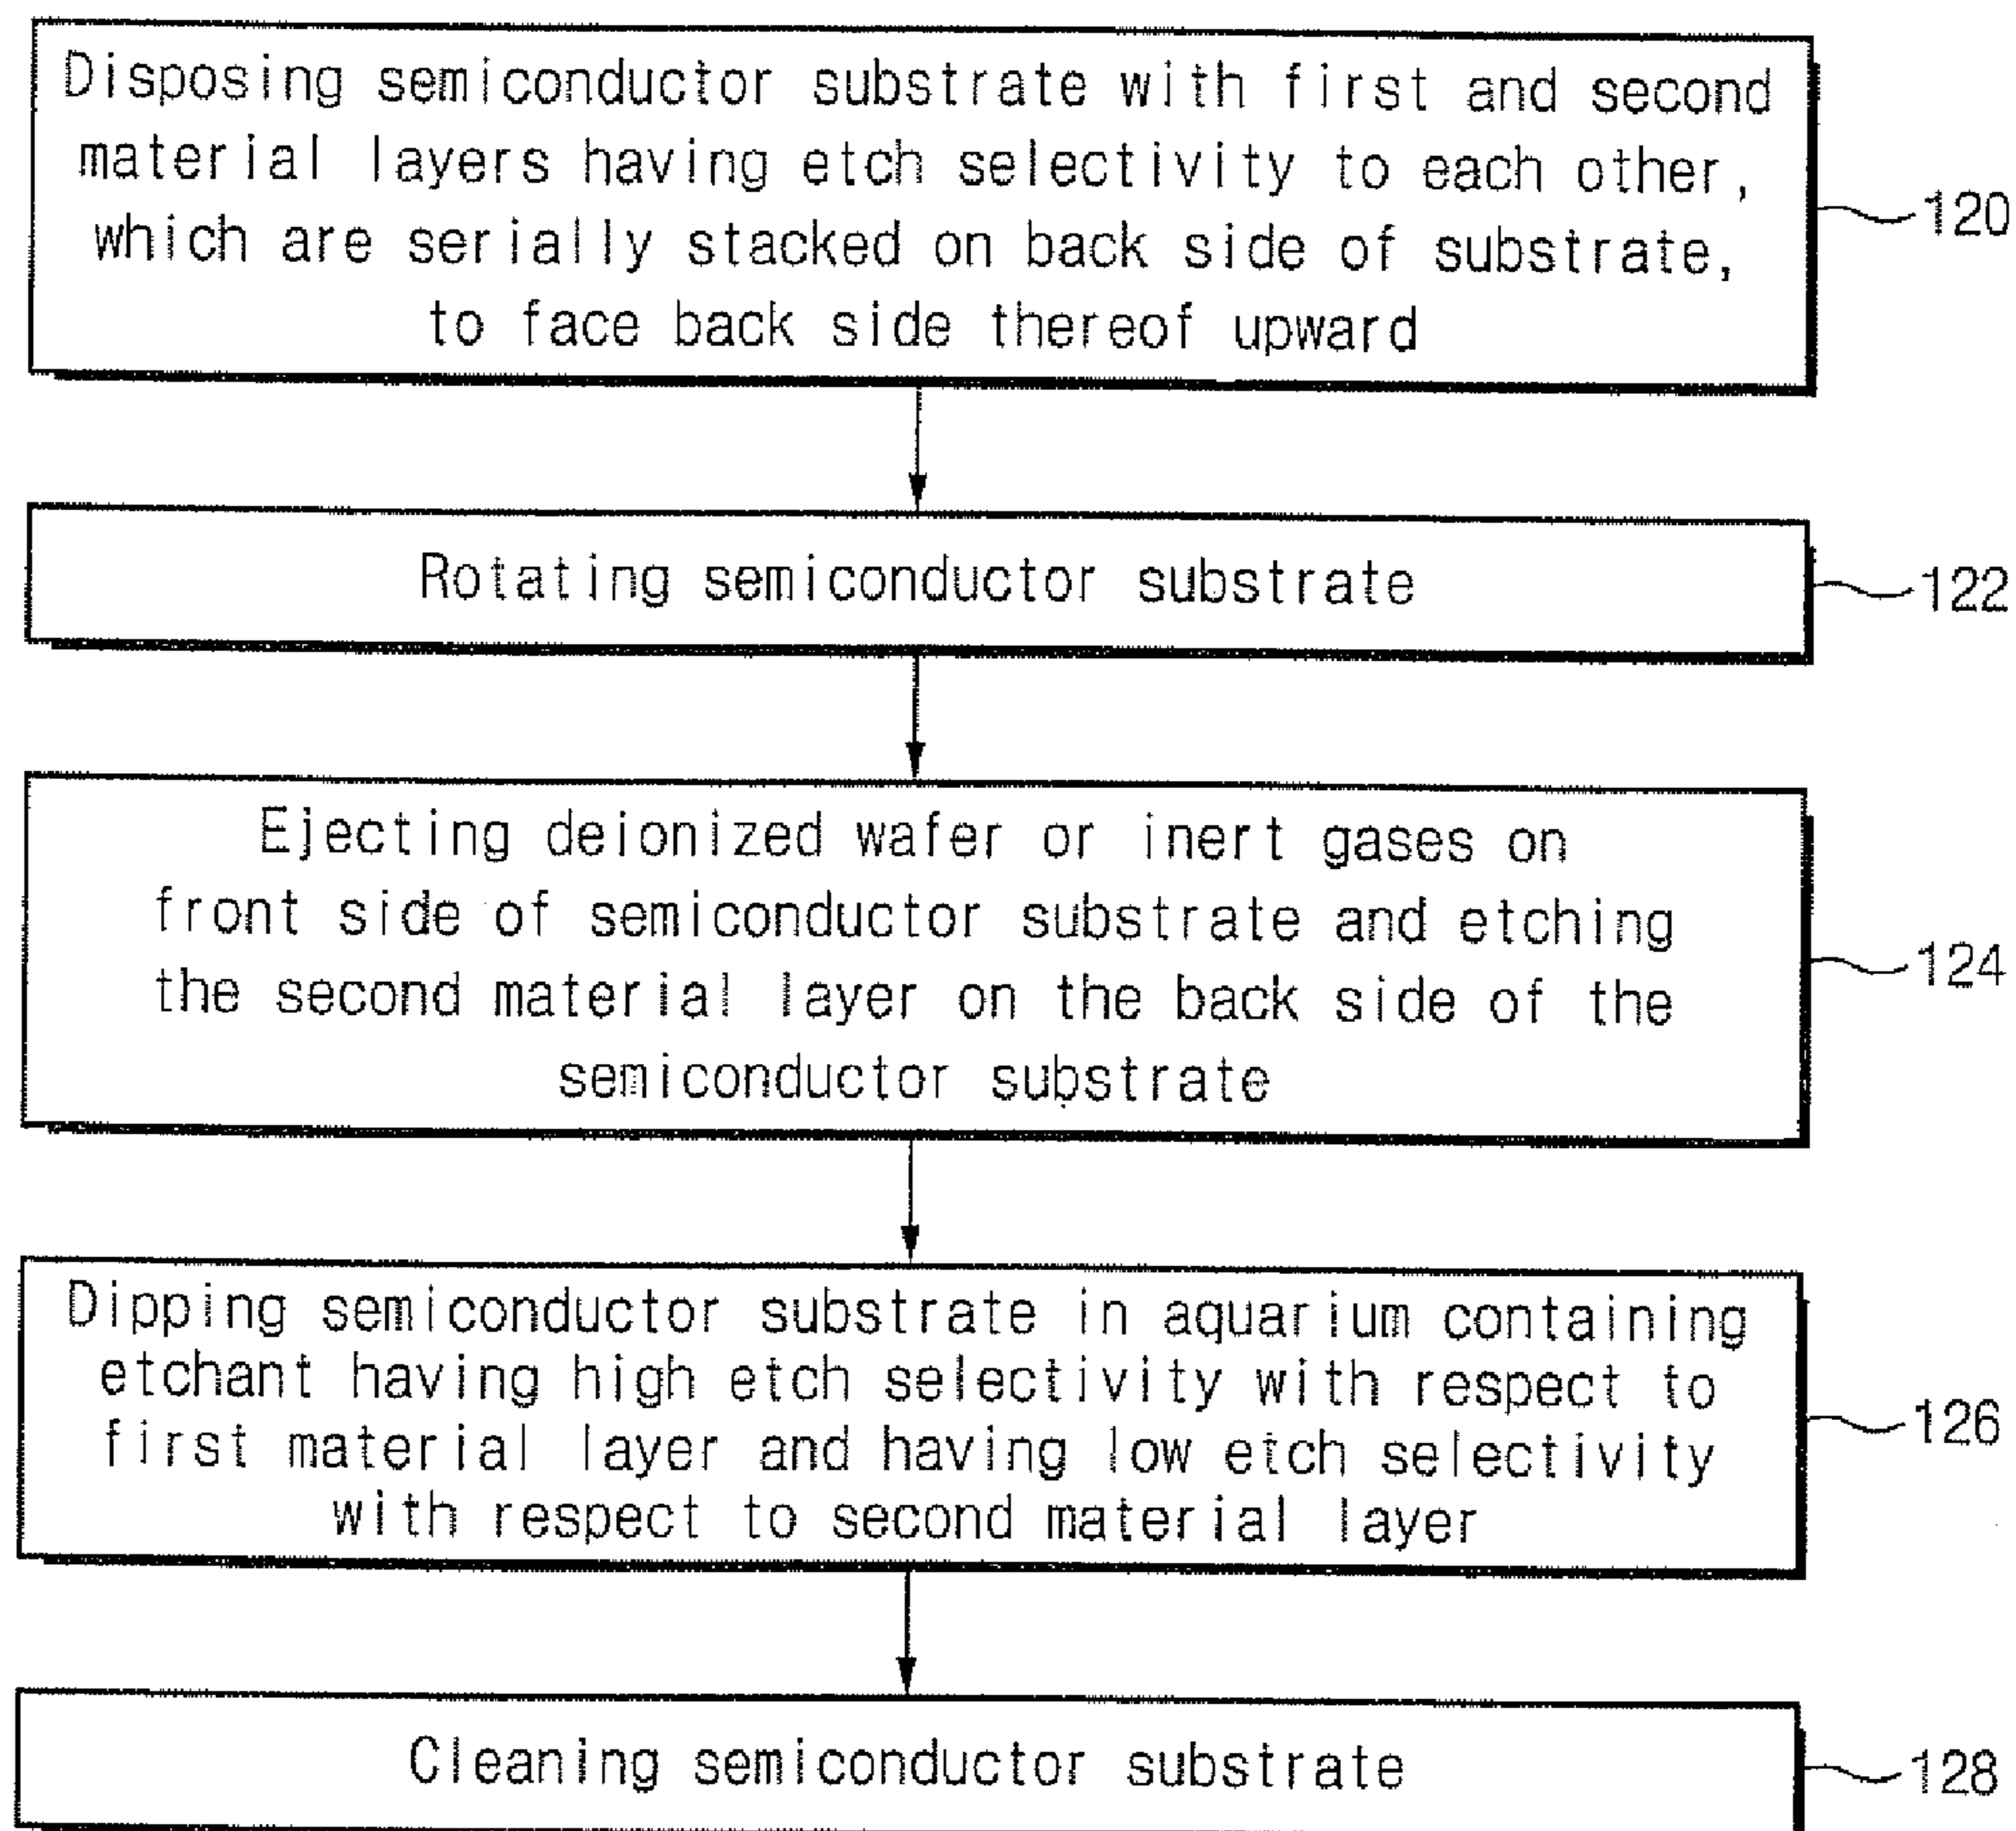 Disposing semiconductor substrate with first and second
material layers having etch selectivity to each other,
which are serially stacked on back side of substrate,
to face back side thereof upward
120
Rotating semiconductor substrate
122
Ejecting deionized wafer or inert gases on
front side of semiconductor substrate and etching
the second material layer on the back side of the
semiconductor substrate
124
Dipping semiconductor substrate in aquarium containing
etchant having high etch selectivity with respect to
first material layer and having low etch selectivity
with respect to second material layer
126
Cleaning semiconductor substrate
128